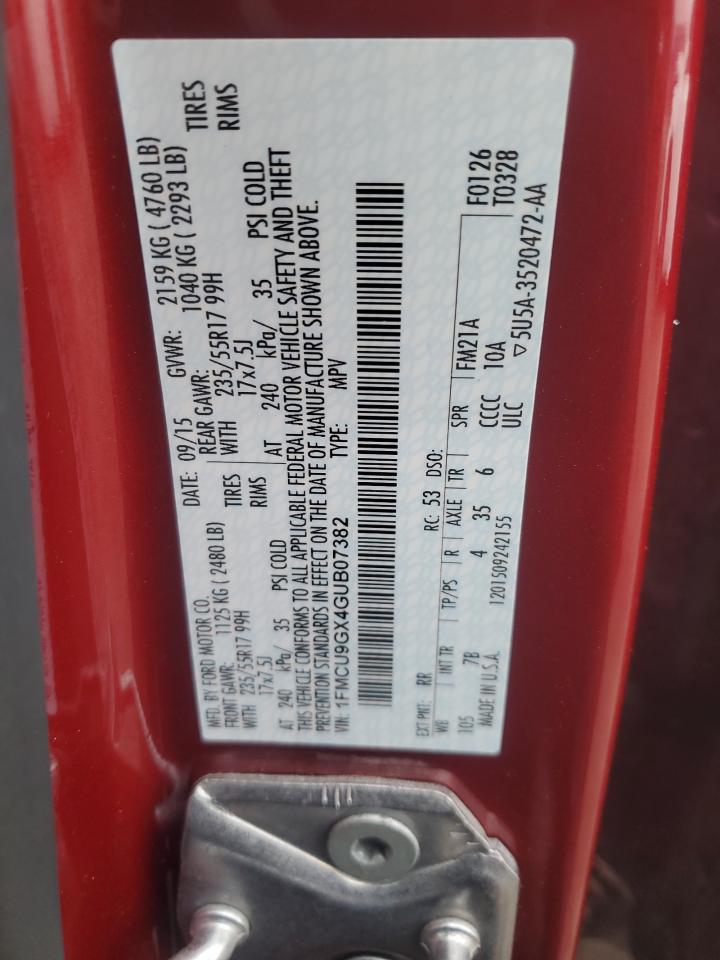 MFD. BY FORD MOTOR CO. DATE: 09/15 GVWR: 2159 KG ( 4760 LB)
FRONT GAWR: 1125 KG ( 2480 LB) REAR GAWR: 1040 KG ( 2293 LB)
WITH 235/55R17 99H TIRES WITH 235/55R17 99H TIRES
17x7.5J RIMS 17x7.5J RIMS
AT 240 kPa/ 35 PSI COLD AT 240 kPa/ 35 PSI COLD
THIS VEHICLE CONFORMS TO ALL APPLICABLE FEDERAL MOTOR VEHICLE SAFETY AND THEFT
PREVENTION STANDARDS IN EFFECT ON THE DATE OF MANUFACTURE SHOWN ABOVE.
VIN: 1FMCU9GX4GUB07382 TYPE: MPV
EXT PNT: RR RC: 53 DSO: F0126
WB INT TR TP/PS R AXLE TR SPR FM21A T0328
105 7B 4 35 6 CCCC 10A
MADE IN U.S.A. 1201509242155 ULC ▽5U5A-3520472-AA